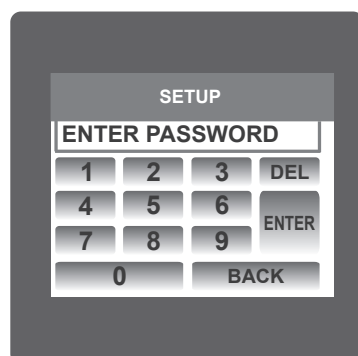 SETUP
ENTER PASSWORD
1 2 3 DEL
4 5 6 ENTER
7 8 9
0 BACK